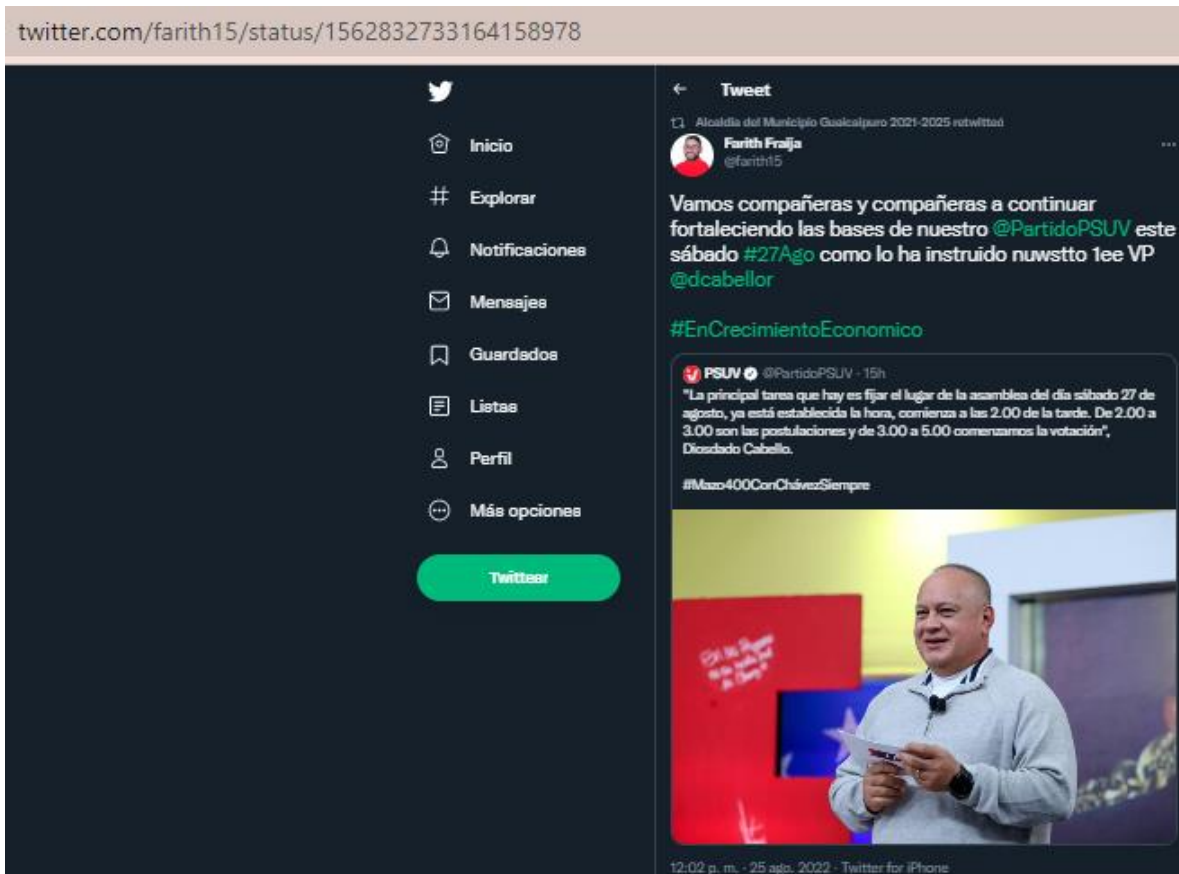 twitter.com/farith15/status/1562832733164158978
Inicio
Explorar
Notificaciones
Mensajes
Guardados
Listas
Perfil
Más opciones
Twittear
Tweet
Alcaldía del Municipio Guaicaipuro 2021-2025 retwitteó
Farith Fraija
@farith15
Vamos compañeras y compañeras a continuar
fortaleciendo las bases de nuestro @PartidoPSUV este
sábado #27Ago como lo ha instruido nuwstto 1ee VP
@dcabellor
#EnCrecimientoEconomico
PSUV @PartidoPSUV · 15h
"La principal tarea que hay es fijar el lugar de la asamblea del día sábado 27 de
agosto, ya está establecida la hora, comienza a las 2.00 de la tarde. De 2.00 a
3.00 son las postulaciones y de 3.00 a 5.00 comenzamos la votación",
Diosdado Cabello.
#Mazo400ConChávezSiempre
12:02 p. m. · 25 ago. 2022 · Twitter for iPhone